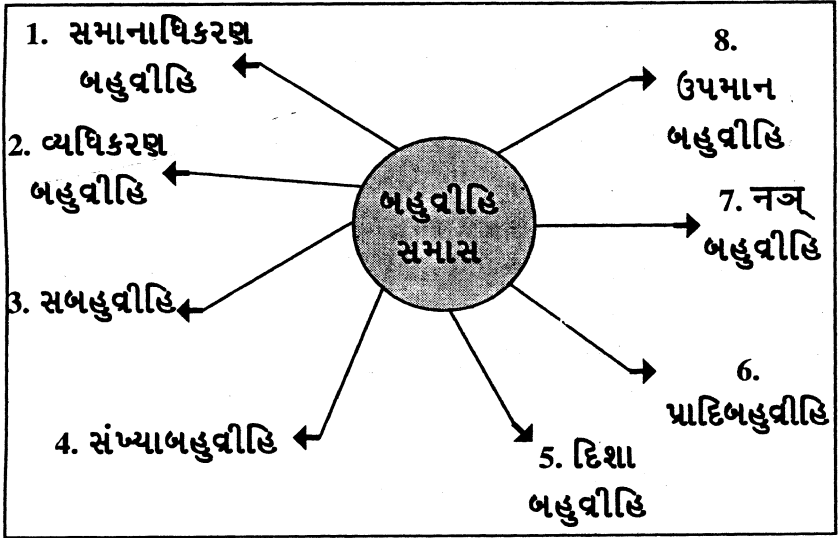 1. સમાનાધિકરણ
બહુવ્રીહિ
2. વ્યધિકરણ
બહુવ્રીહિ
3. સબહુવ્રીહિ
4. સંખ્યાબહુવ્રીહિ
5. દિશા
બહુવ્રીહિ
6.
પ્રાદિબહુવ્રીહિ
7. નઞ્
બહુવ્રીહિ
8.
ઉપમાન
બહુવ્રીહિ
બહુવ્રીહિ
સમાસ